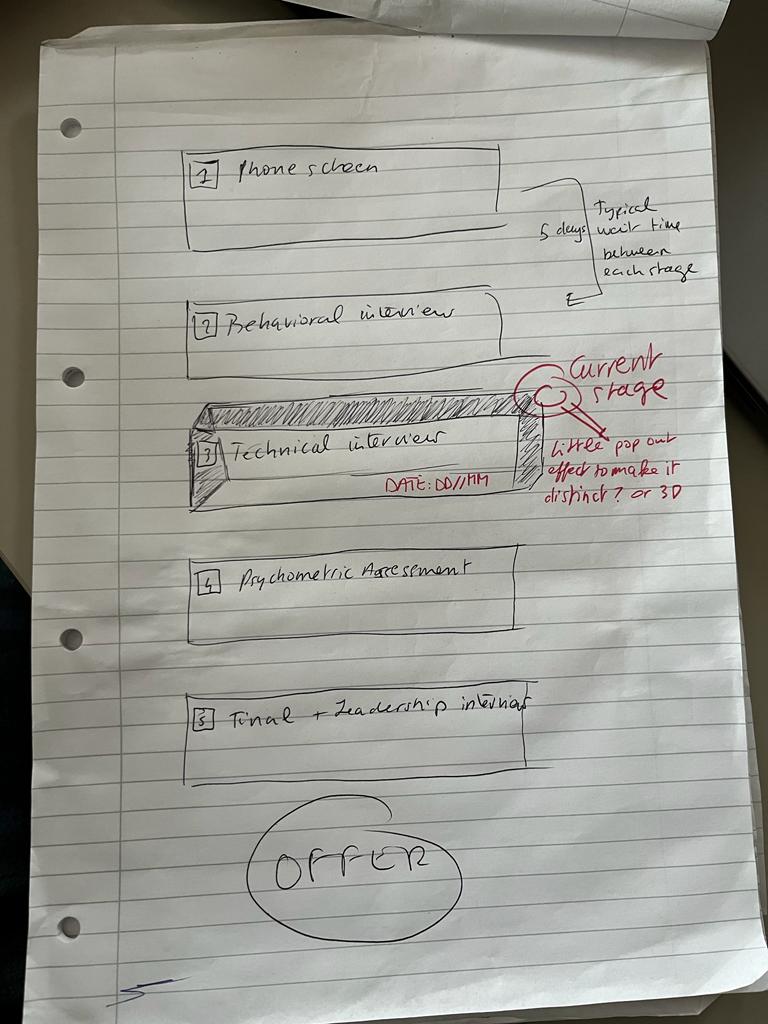 1 Phone screen
5 days
Typical
wait time
between
each stage
2 Behavioral interview
Current
stage
3 Technical interview
DATE: DD//MM
Little pop out
effect to make it
distinct? or 3D
4 Psychometric Assessment
5 Final + Leadership interview
OFFER